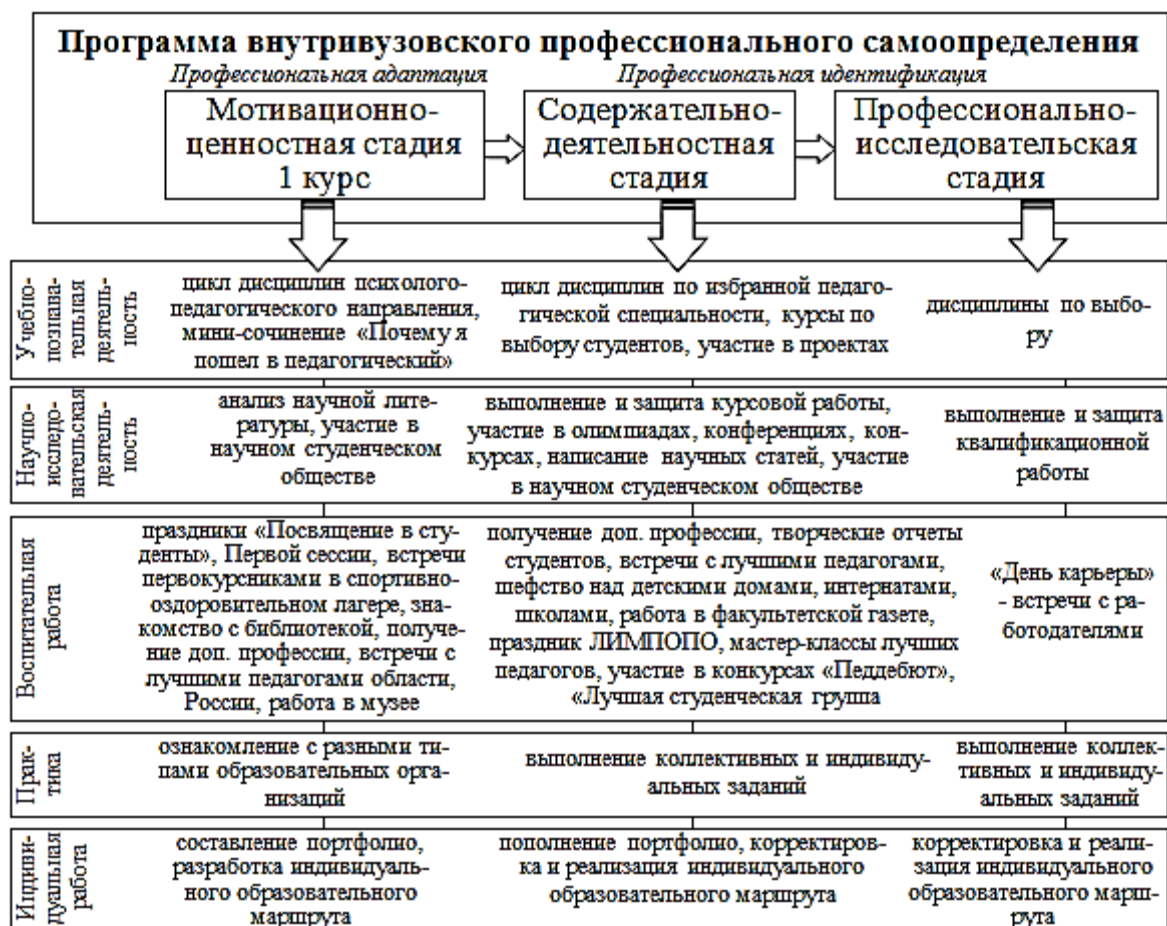 Программа внутривузовского профессионального самоопределения
Профессиональная адаптация
Профессиональная идентификация
Мотивационно-
ценностная стадия
1 курс
Содержательно-
деятельностная
стадия
Профессионально-
исследовательская
стадия
Учебно-
познава-
тельная
деятель-
ность
цикл дисциплин психолого-
педагогического направления,
мини-сочинение «Почему я
пошел в педагогический»
цикл дисциплин по избранной педаго-
гической специальности, курсы по
выбору студентов, участие в проектах
дисциплины по выбо-
ру
Научно-
исследо-
вательская
деятель-
ность
анализ научной лите-
ратуры, участие в
научном студенческом
обществе
выполнение и защита курсовой работы,
участие в олимпиадах, конференциях, кон-
курсах, написание научных статей, участие
в научном студенческом обществе
выполнение и защита
квалификационной
работы
Воспитательная
работа
праздники «Посвящение в сту-
денты», Первой сессии, встречи
первокурсниками в спортивно-
оздоровительном лагере, зна-
комство с библиотекой, получе-
ние доп. профессии, встречи с
лучшими педагогами области,
России, работа в музее
получение доп. профессии, творческие отчеты
студентов, встречи с лучшими педагогами,
шефство над детскими домами, интернатами,
школами, работа в факультетской газете,
праздник ЛИМПОПО, мастер-классы лучших
педагогов, участие в конкурсах «Педдебют»,
«Лучшая студенческая группа
«День карьеры»
- встречи с ра-
ботодателями
Прак-
тика
ознакомление с разными ти-
пами образовательных орга-
низаций
выполнение коллективных и индивиду-
альных заданий
выполнение коллек-
тивных и индивиду-
альных заданий
Индиви-
дуальная
работа
составление портфолио,
разработка индивидуаль-
ного образовательного
маршрута
пополнение портфолио, корректиров-
ка и реализация индивидуального
образовательного маршрута
корректировка и реали-
зация индивидуального
образовательного марш-
рута